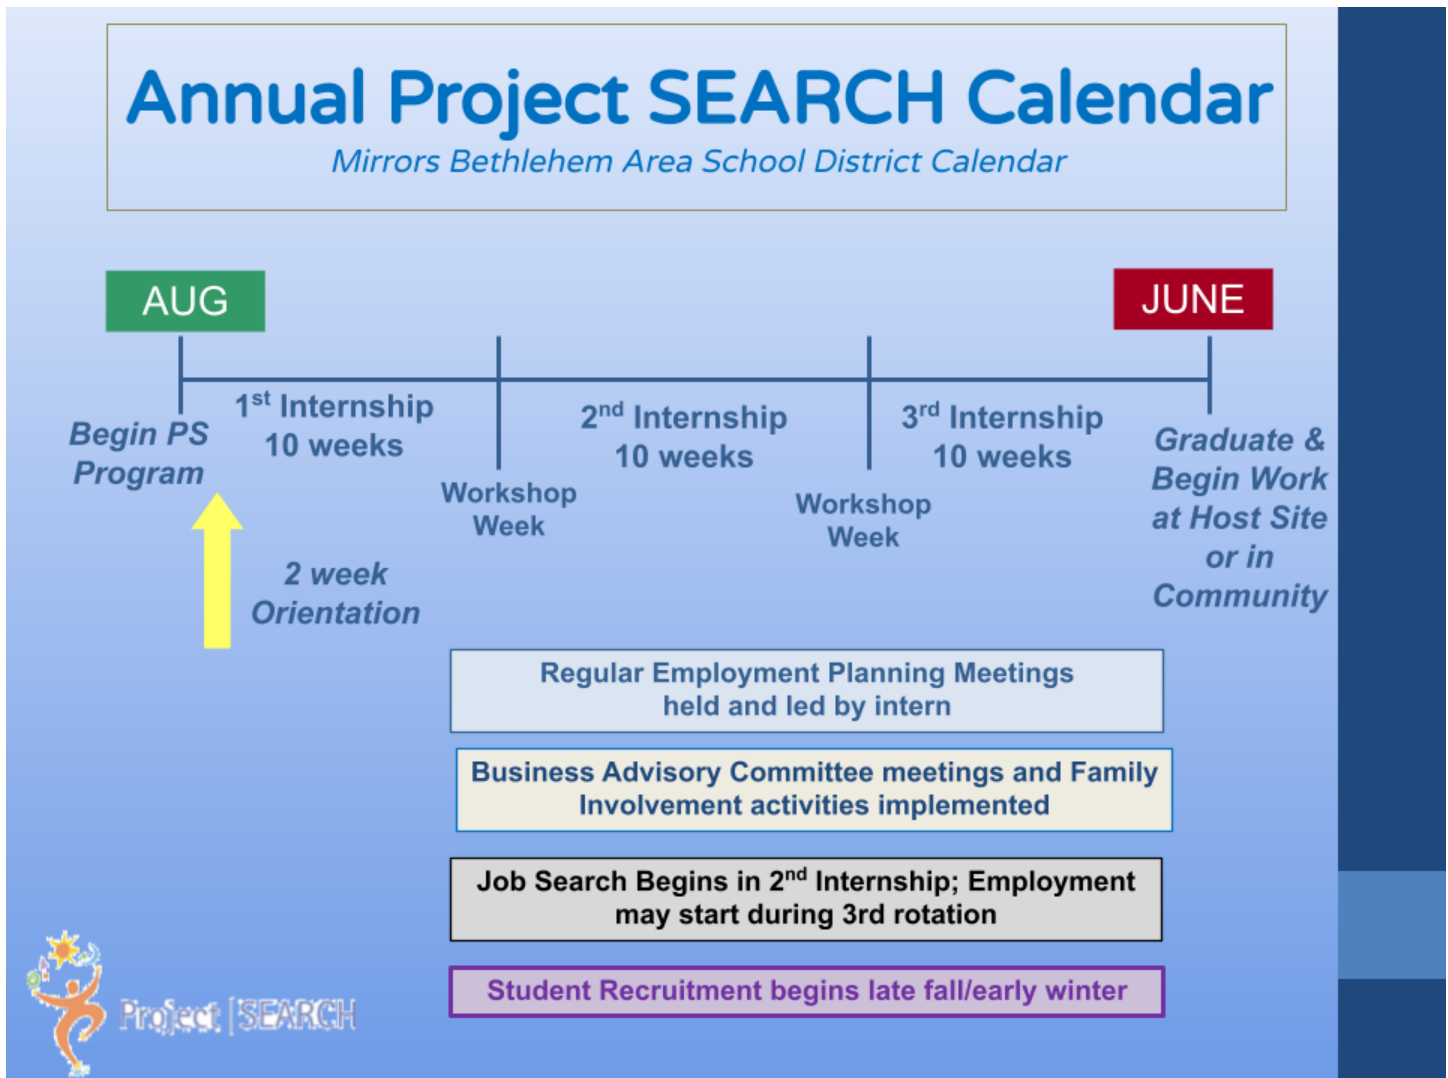 Annual Project SEARCH Calendar
Mirrors Bethlehem Area School District Calendar
AUG
JUNE
Begin PS
Program
1st Internship
10 weeks
Workshop
Week
2nd Internship
10 weeks
Workshop
Week
3rd Internship
10 weeks
Graduate &
Begin Work
at Host Site
or in
Community
2 week
Orientation
Regular Employment Planning Meetings
held and led by intern
Business Advisory Committee meetings and Family
Involvement activities implemented
Job Search Begins in 2nd Internship; Employment
may start during 3rd rotation
Student Recruitment begins late fall/early winter
Project | SEARCH